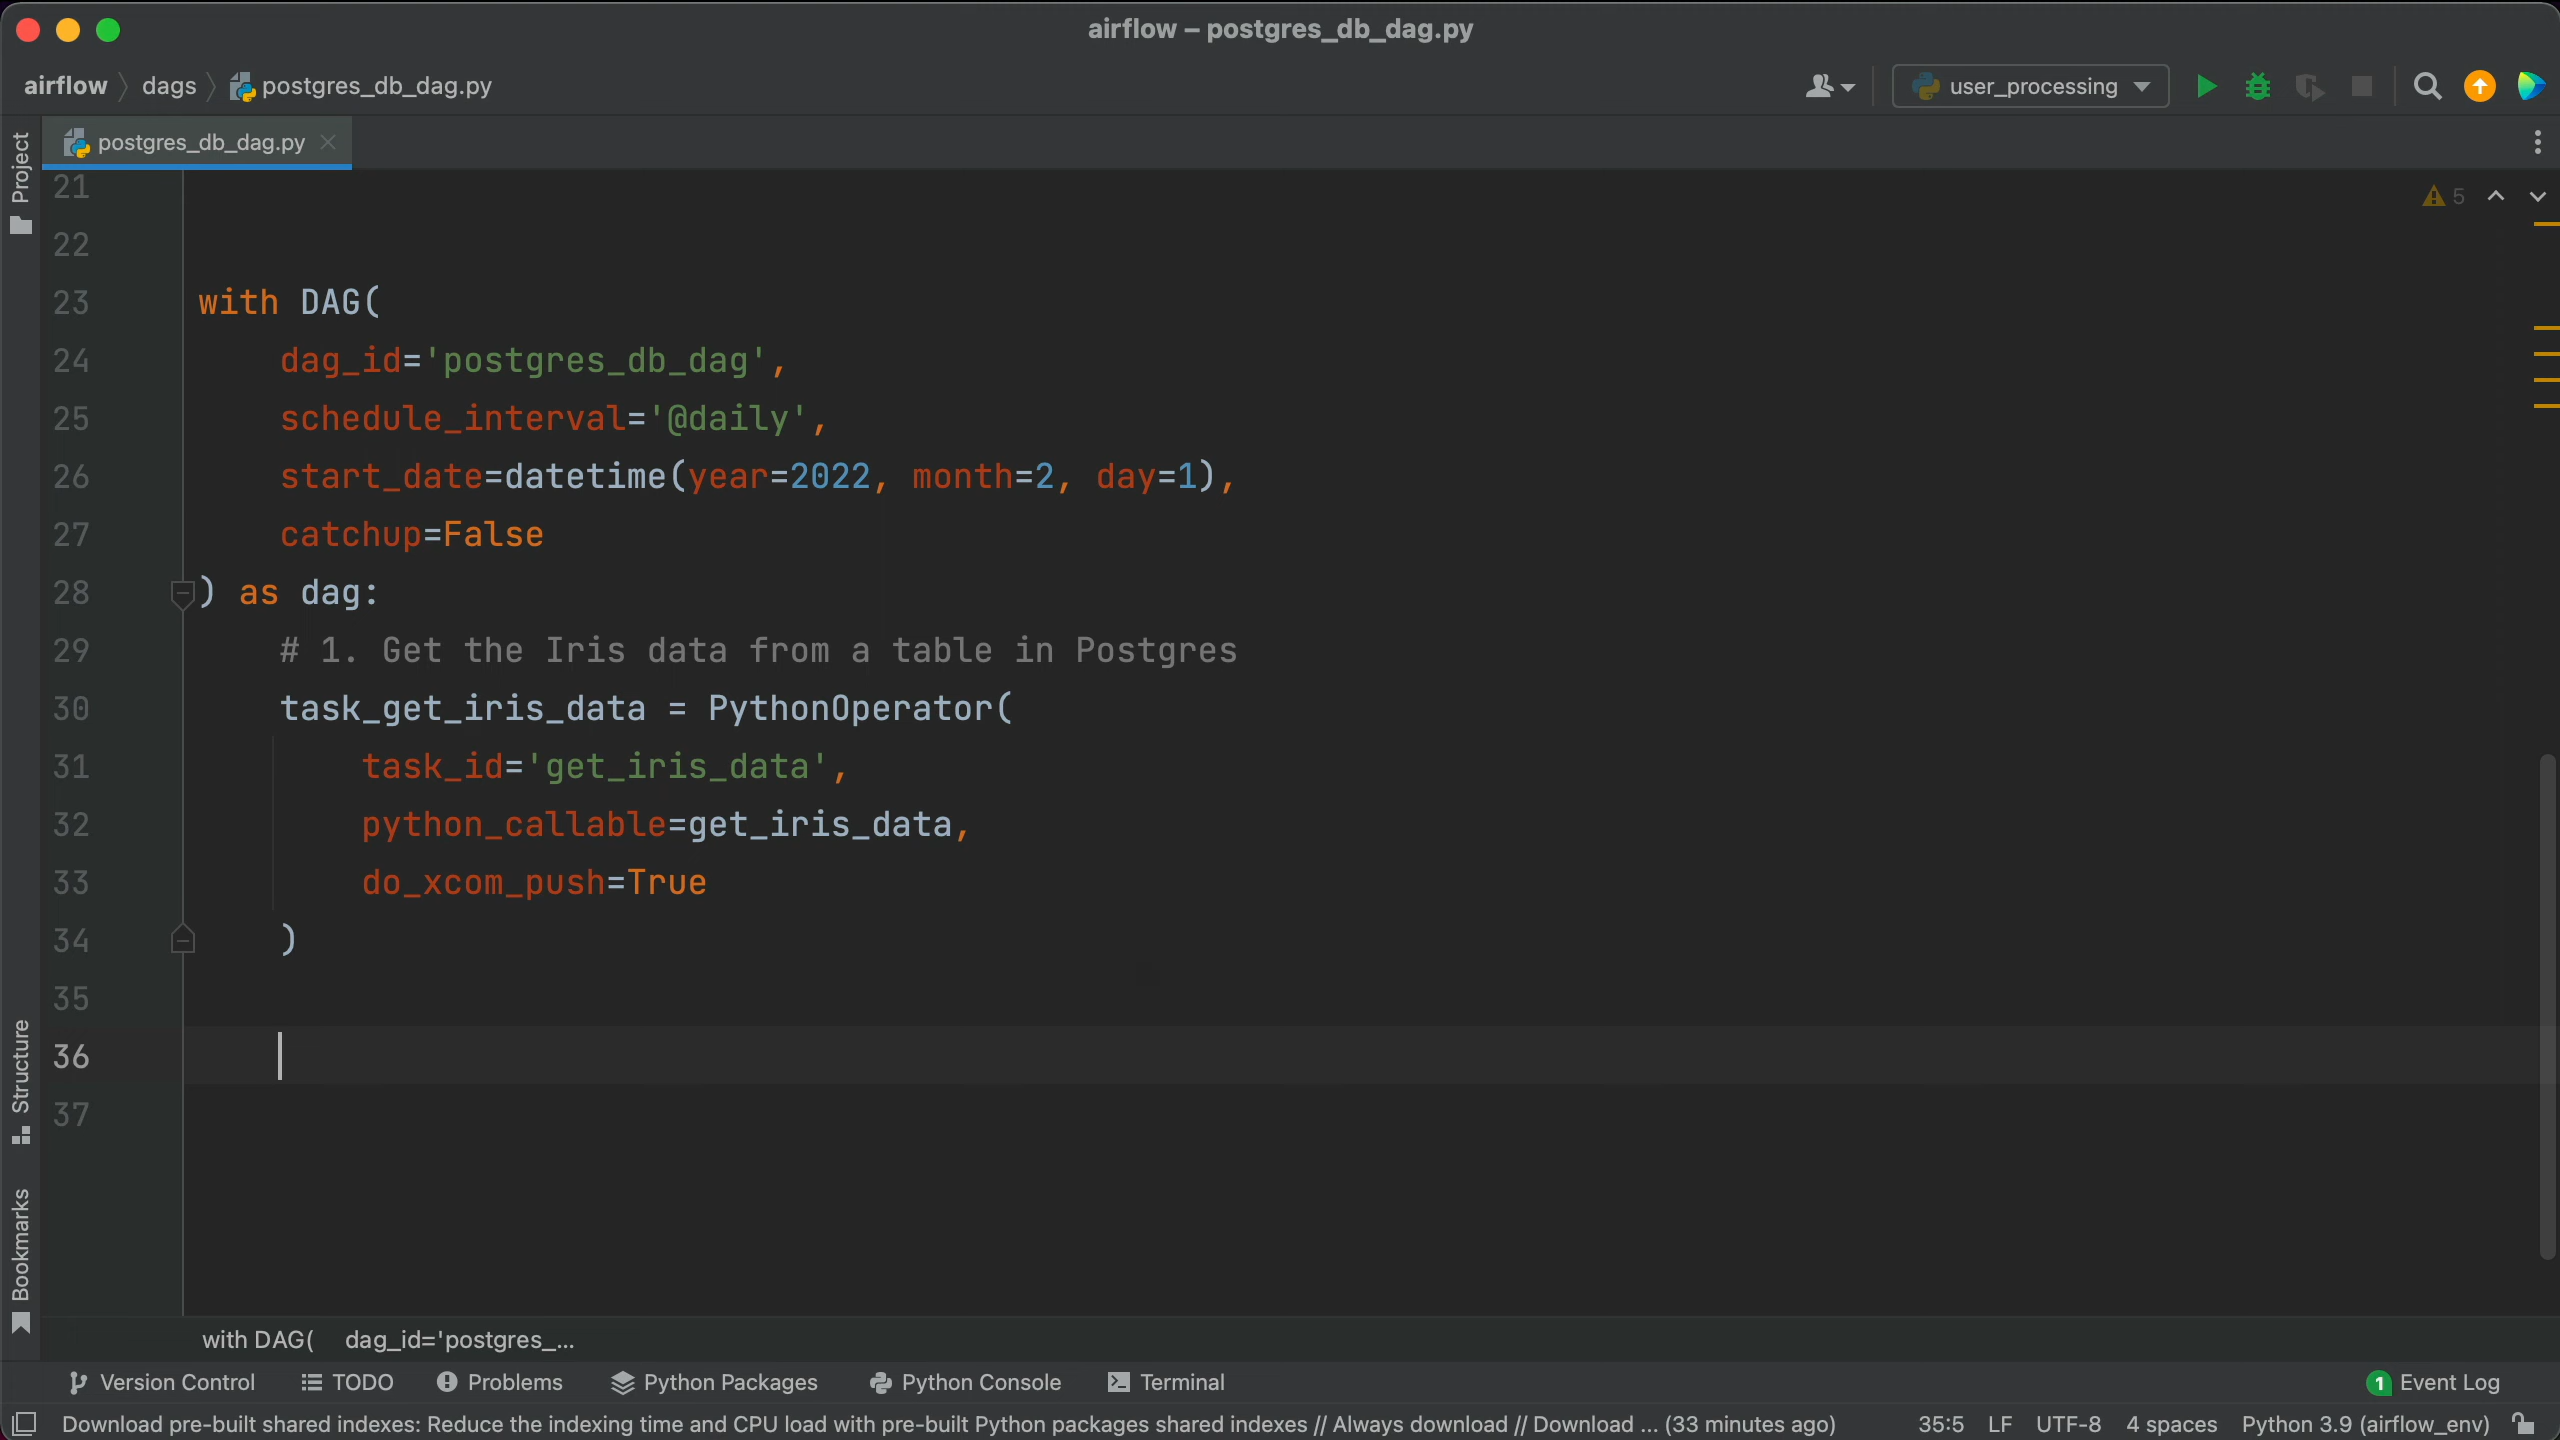 airflow – postgres_db_dag.py
airflow dags postgres_db_dag.py
user_processing
Project
postgres_db_dag.py
21
5
22
23 with DAG(
24 dag_id='postgres_db_dag',
25 schedule_interval='@daily',
26 start_date=datetime(year=2022, month=2, day=1),
27 catchup=False
28 ) as dag:
29 # 1. Get the Iris data from a table in Postgres
30 task_get_iris_data = PythonOperator(
31 task_id='get_iris_data',
32 python_callable=get_iris_data,
33 do_xcom_push=True
34 )
35
36
37
Structure
Bookmarks
with DAG( dag_id='postgres_...
Version Control TODO Problems Python Packages Python Console Terminal 1 Event Log
Download pre-built shared indexes: Reduce the indexing time and CPU load with pre-built Python packages shared indexes // Always download // Download ... (33 minutes ago) 35:5 LF UTF-8 4 spaces Python 3.9 (airflow_env)